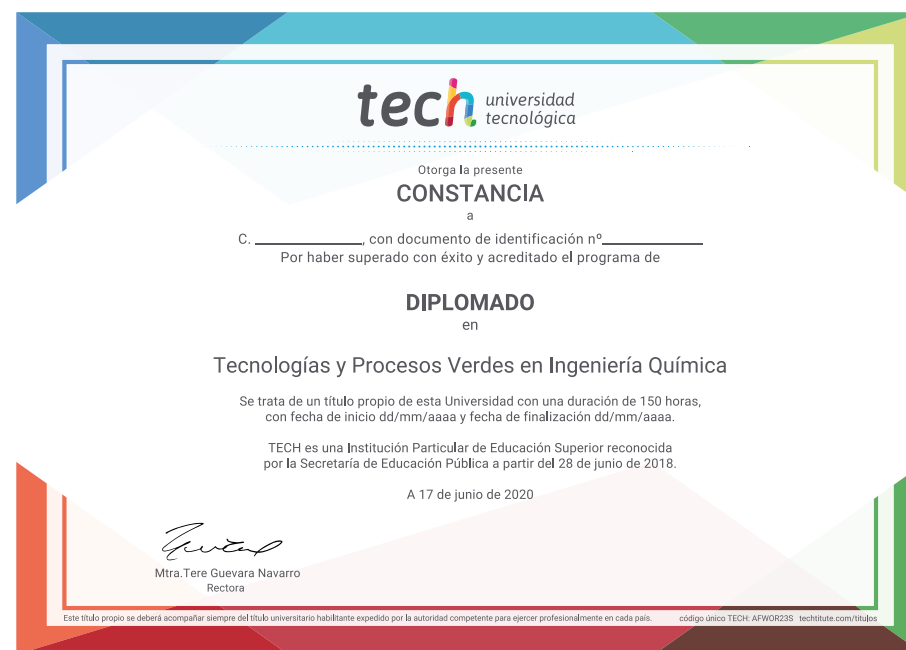 tech universidad
tecnológica
Otorga la presente
CONSTANCIA
a
C. ____________, con documento de identificación nº____________
Por haber superado con éxito y acreditado el programa de
DIPLOMADO
en
Tecnologías y Procesos Verdes en Ingeniería Química
Se trata de un título propio de esta Universidad con una duración de 150 horas,
con fecha de inicio dd/mm/aaaa y fecha de finalización dd/mm/aaaa.
TECH es una Institución Particular de Educación Superior reconocida
por la Secretaría de Educación Pública a partir del 28 de junio de 2018.
A 17 de junio de 2020
Mtra.Tere Guevara Navarro
Rectora
Este título propio se deberá acompañar siempre del título universitario habilitante expedido por la autoridad competente para ejercer profesionalmente en cada país. código único TECH: AFWOR23S techtitute.com/titulos